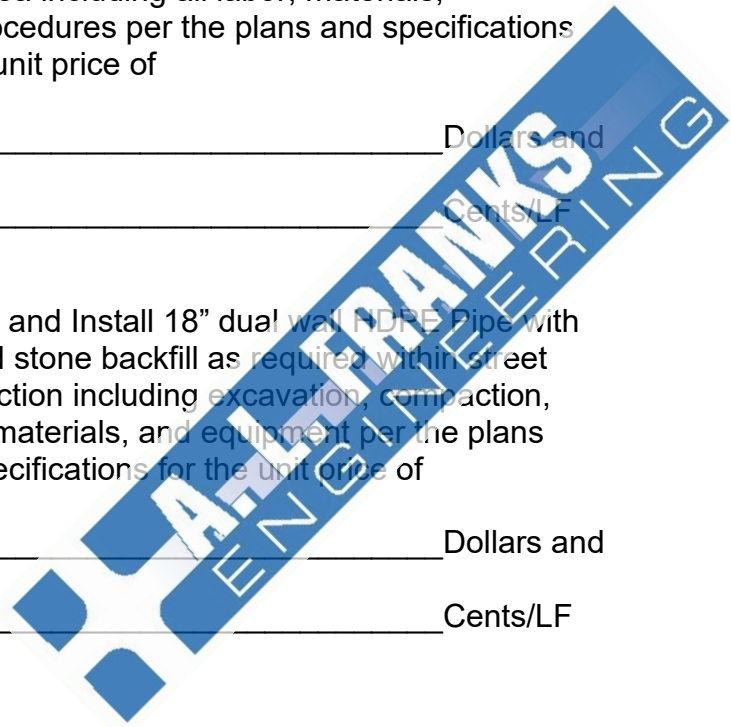 ocedures per the plans and specifications
unit price of
Dollars and
Cents/LF
and Install 18” dual wall HDPE Pipe with
stone backfill as required within street
ction including excavation, compaction,
materials, and equipment per the plans
ecifications for the unit price of
Dollars and
Cents/LF
A.L. FRANKS
ENGINEERING